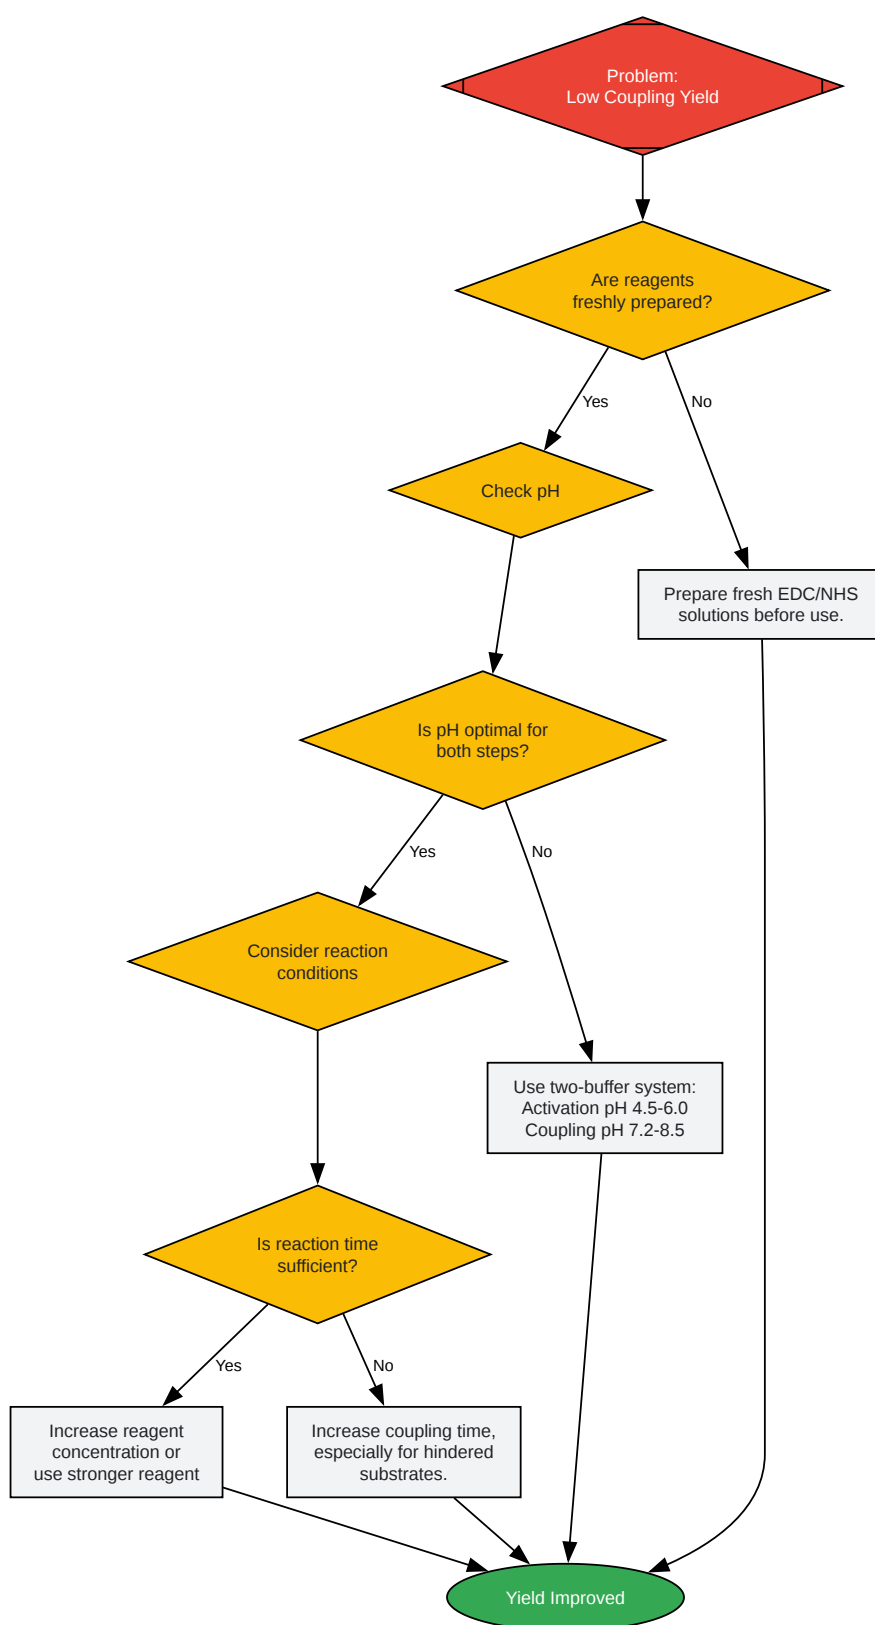 Problem:
Low Coupling Yield
Are reagents
freshly prepared?
Yes
No
Check pH
Prepare fresh EDC/NHS
solutions before use.
Is pH optimal for
both steps?
Yes
No
Consider reaction
conditions
Use two-buffer system:
Activation pH 4.5-6.0
Coupling pH 7.2-8.5
Is reaction time
sufficient?
Yes
No
Increase reagent
concentration or
use stronger reagent
Increase coupling time,
especially for hindered
substrates.
Yield Improved